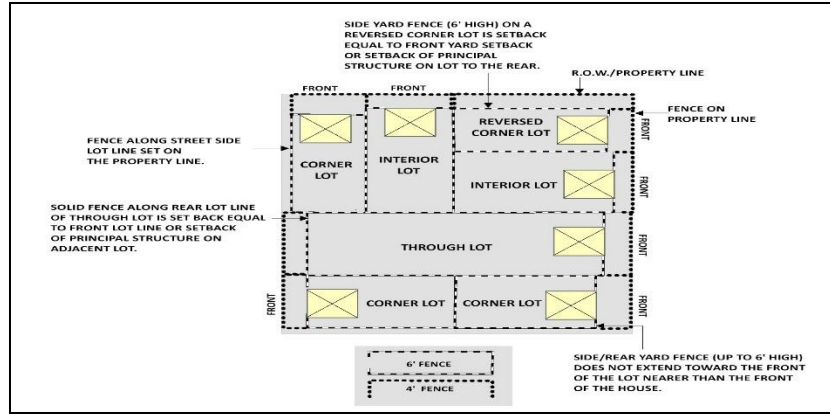 SIDE YARD FENCE (6' HIGH) ON A
REVERSED CORNER LOT IS SETBACK
EQUAL TO FRONT YARD SETBACK
OR SETBACK OF PRINCIPAL
STRUCTURE ON LOT TO THE REAR.
R.O.W./PROPERTY LINE
FRONT
FRONT
FENCE ON
PROPERTY LINE
REVERSED
CORNER LOT
FRONT
FENCE ALONG STREET SIDE
LOT LINE SET ON
THE PROPERTY LINE.
CORNER
LOT
INTERIOR
LOT
INTERIOR LOT
FRONT
SOLID FENCE ALONG REAR LOT LINE
OF THROUGH LOT IS SET BACK EQUAL
TO FRONT LOT LINE OR SETBACK
OF PRINCIPAL STRUCTURE ON
ADJACENT LOT.
THROUGH LOT
FRONT
FRONT
CORNER LOT
CORNER LOT
FRONT
SIDE/REAR YARD FENCE (UP TO 6' HIGH)
DOES NOT EXTEND TOWARD THE FRONT
OF THE LOT NEARER THAN THE FRONT
OF THE HOUSE.
6' FENCE
4' FENCE